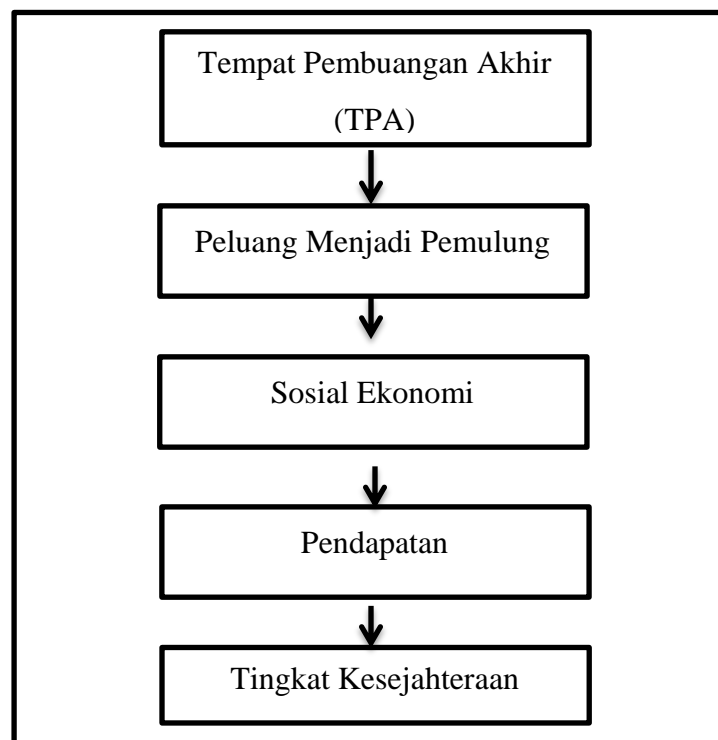 Tempat Pembuangan Akhir
(TPA)
Peluang Menjadi Pemulung
Sosial Ekonomi
Pendapatan
Tingkat Kesejahteraan